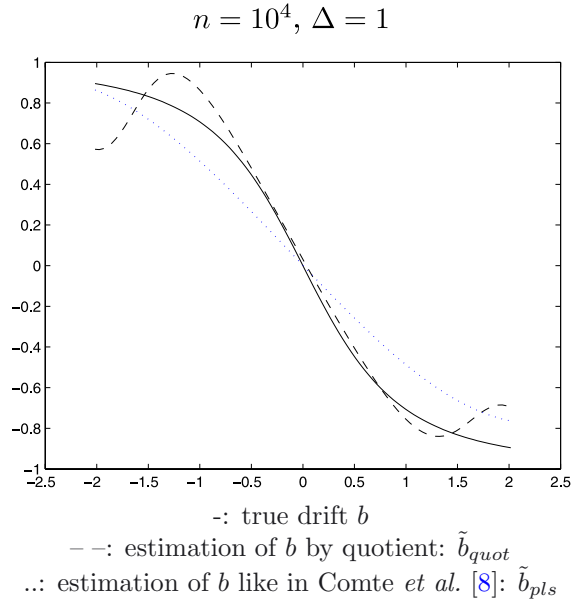 n = 10⁴, Δ = 1
1
0.8
0.6
0.4
0.2
0
−0.2
−0.4
−0.6
−0.8
−1
−2.5 −2 −1.5 −1 −0.5 0 0.5 1 1.5 2 2.5
-: true drift b
− −: estimation of b by quotient: b̃_quot
..: estimation of b like in Comte et al. [8]: b̃_pls